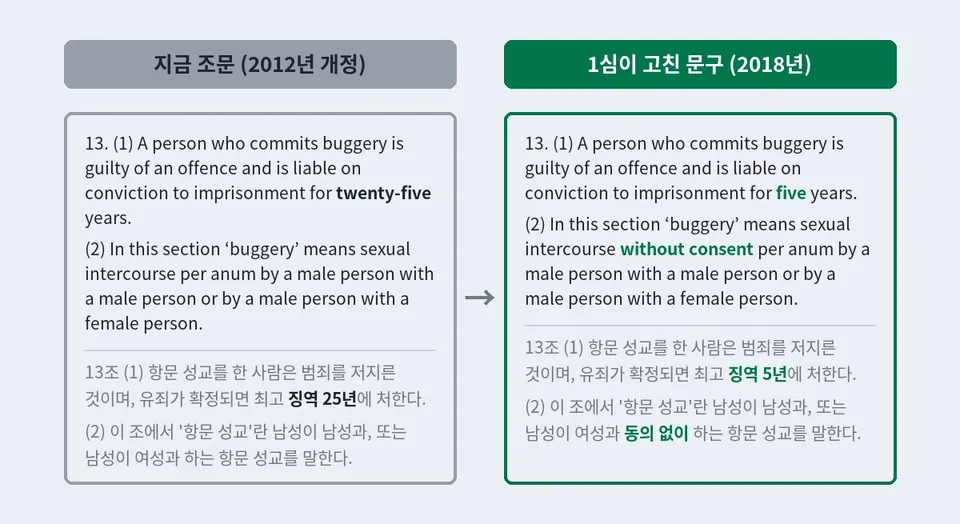 지금 조문 (2012년 개정)
13. (1) A person who commits buggery is
guilty of an offence and is liable on
conviction to imprisonment for twenty-five
years.
(2) In this section ‘buggery’ means sexual
intercourse per anum by a male person with
a male person or by a male person with a
female person.
13조 (1) 항문 성교를 한 사람은 범죄를 저지른
것이며, 유죄가 확정되면 최고 징역 25년에 처한다.
(2) 이 조에서 '항문 성교'란 남성이 남성과, 또는
남성이 여성과 하는 항문 성교를 말한다.
→
1심이 고친 문구 (2018년)
13. (1) A person who commits buggery is
guilty of an offence and is liable on
conviction to imprisonment for five years.
(2) In this section ‘buggery’ means sexual
intercourse without consent per anum by a
male person with a male person or by a
male person with a female person.
13조 (1) 항문 성교를 한 사람은 범죄를 저지른
것이며, 유죄가 확정되면 최고 징역 5년에 처한다.
(2) 이 조에서 '항문 성교'란 남성이 남성과, 또는
남성이 여성과 동의 없이 하는 항문 성교를 말한다.